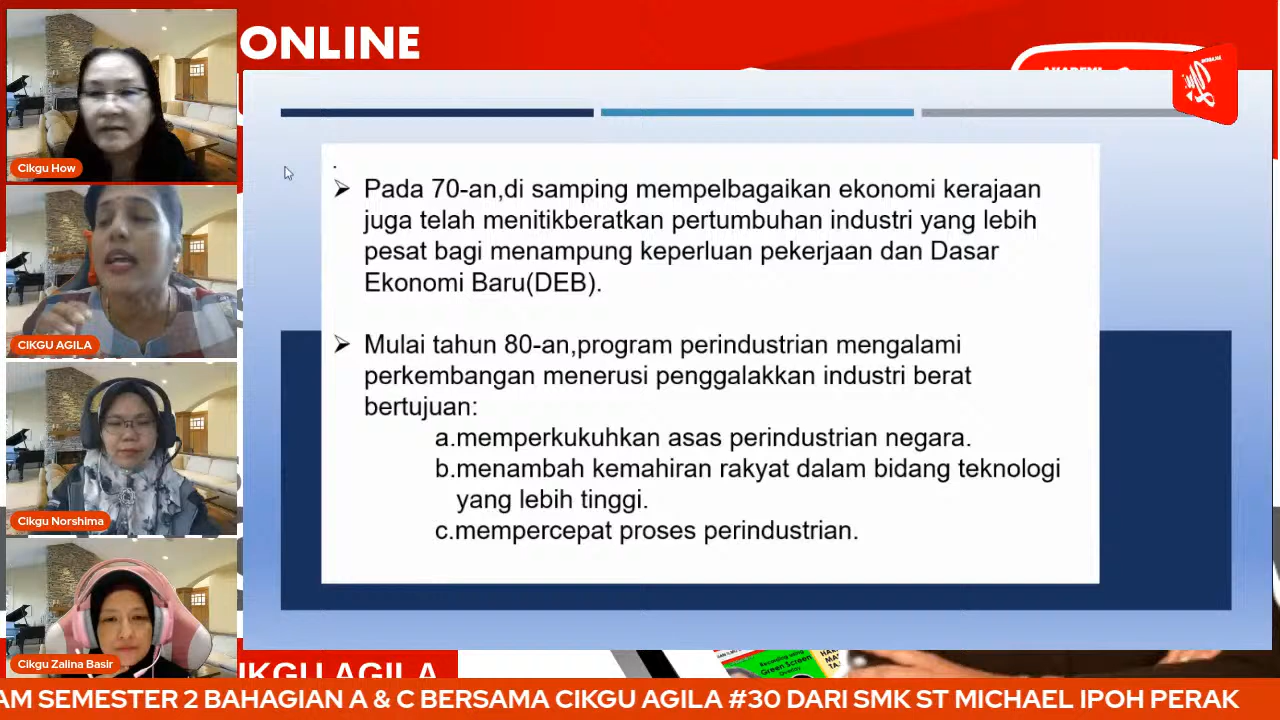 ONLINE
Cikgu How
CIKGU AGILA
Cikgu Norshima
Cikgu Zalina Basir
Pada 70-an,di samping mempelbagaikan ekonomi kerajaan
juga telah menitikberatkan pertumbuhan industri yang lebih
pesat bagi menampung keperluan pekerjaan dan Dasar
Ekonomi Baru(DEB).
Mulai tahun 80-an,program perindustrian mengalami
perkembangan menerusi penggalakkan industri berat
bertujuan:
a.memperkukuhkan asas perindustrian negara.
b.menambah kemahiran rakyat dalam bidang teknologi
yang lebih tinggi.
c.mempercepat proses perindustrian.
IKGU AGILA
Green Screen
AM SEMESTER 2 BAHAGIAN A & C BERSAMA CIKGU AGILA #30 DARI SMK ST MICHAEL IPOH PERAK